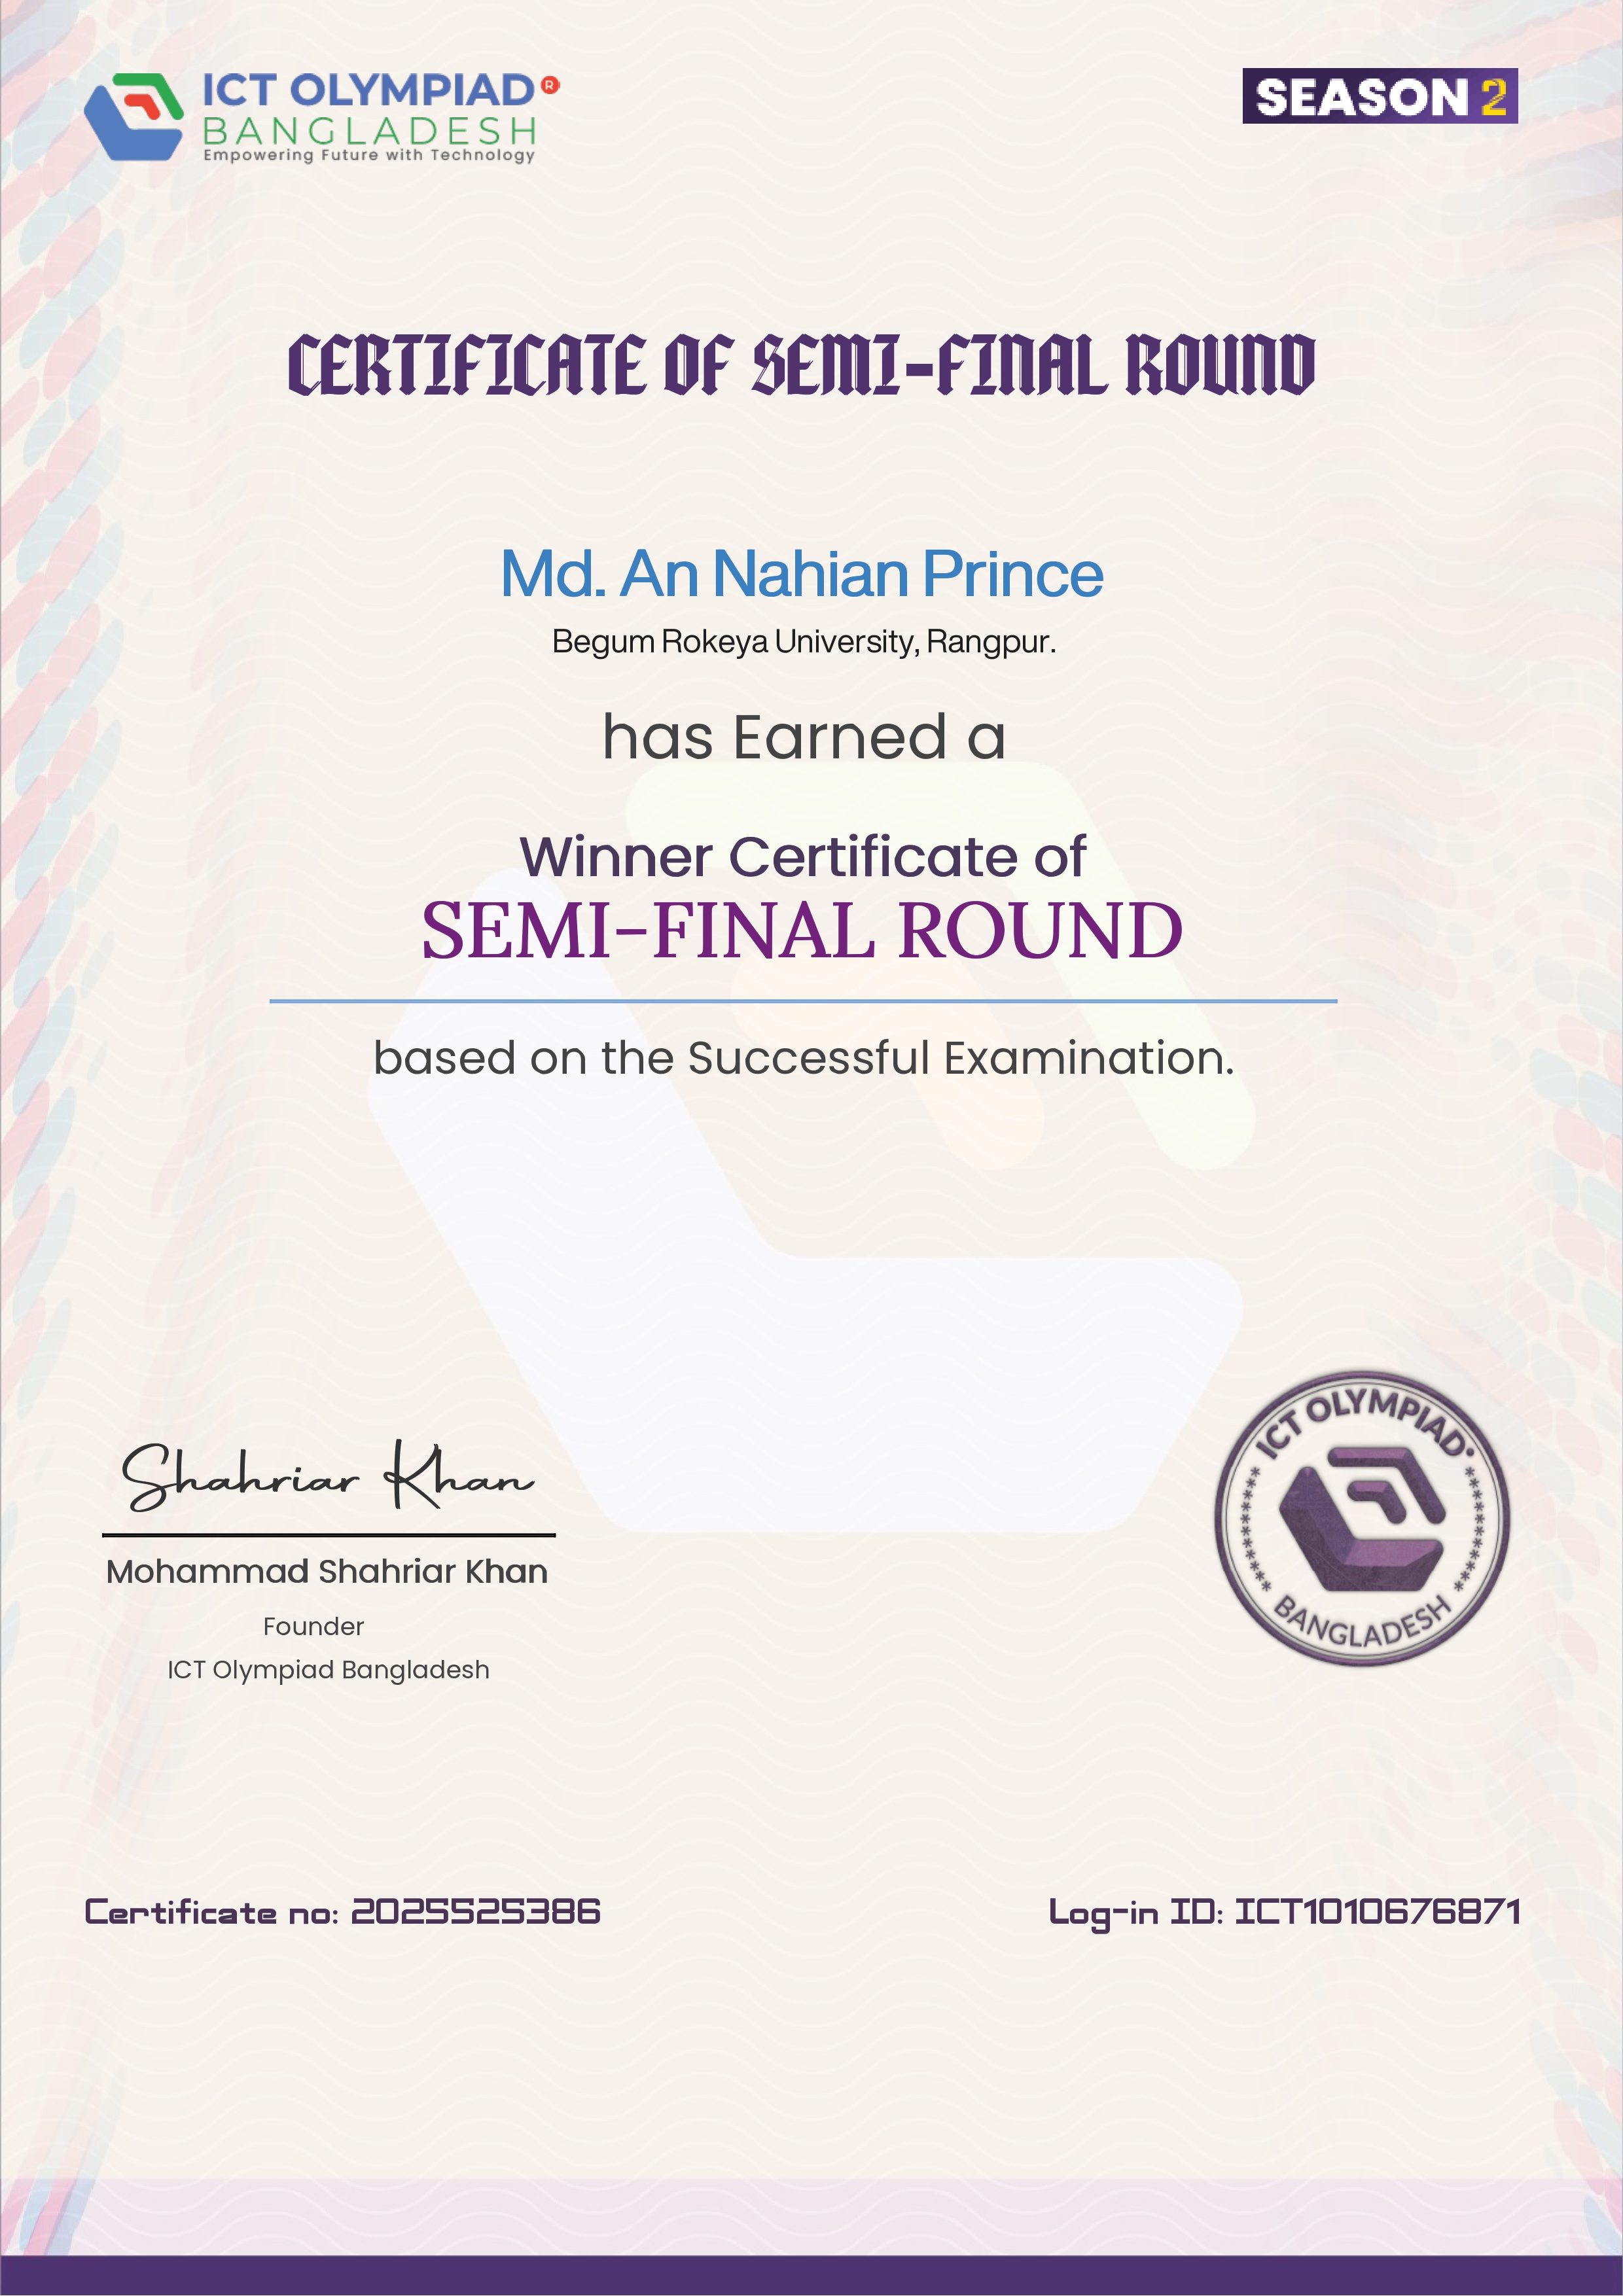 ICT OLYMPIAD®
BANGLADESH
Empowering Future with Technology
SEASON 2
CERTIFICATE OF SEMI-FINAL ROUND
Md. An Nahian Prince
Begum Rokeya University, Rangpur.
has Earned a
Winner Certificate of
SEMI-FINAL ROUND
based on the Successful Examination.
Shahriar Khan
Mohammad Shahriar Khan
Founder
ICT Olympiad Bangladesh
ICT OLYMPIAD
BANGLADESH
Certificate no: 2025525386
Log-in ID: ICT1010676871